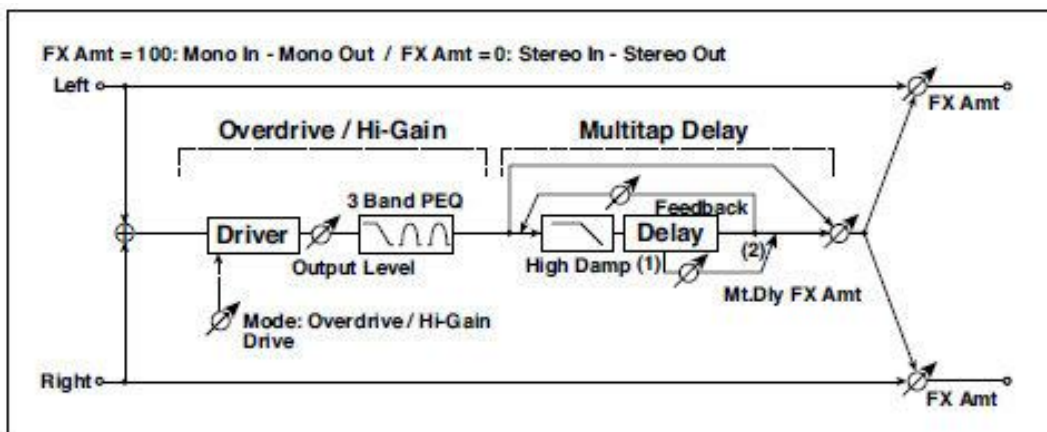 FX Amt = 100: Mono In - Mono Out / FX Amt = 0: Stereo In - Stereo Out
Left
FX Amt
Overdrive / Hi-Gain
Multitap Delay
3 Band PEQ
Feedback
Driver
Delay
(2)
Output Level
High Damp (1)
Mt.Dly FX Amt
Mode: Overdrive / Hi-Gain
Drive
Right
FX Amt